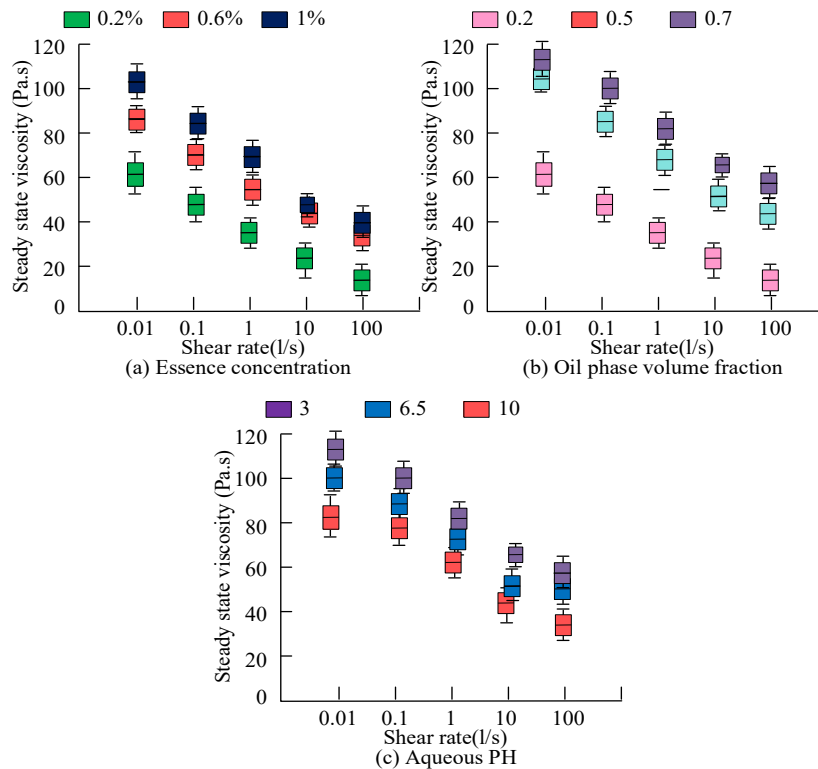 0.2% 0.6% 1%
Steady state viscosity (Pa.s)
120
100
80
60
40
20
0
0.01 0.1 1 10 100
Shear rate(l/s)
(a) Essence concentration
0.2 0.5 0.7
Steady state viscosity (Pa.s)
120
100
80
60
40
20
0
0.01 0.1 1 10 100
Shear rate(l/s)
(b) Oil phase volume fraction
3 6.5 10
Steady state viscosity (Pa.s)
120
100
80
60
40
20
0
0.01 0.1 1 10 100
Shear rate(l/s)
(c) Aqueous PH